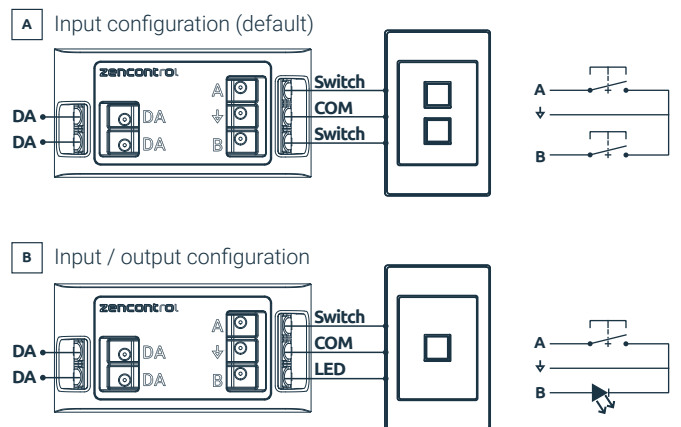 A Input configuration (default)
zencontrol
Switch
A
A
DA
DA
COM
DA
DA
B
Switch
B
B Input / output configuration
zencontrol
Switch
A
A
DA
DA
COM
DA
DA
B
LED
B